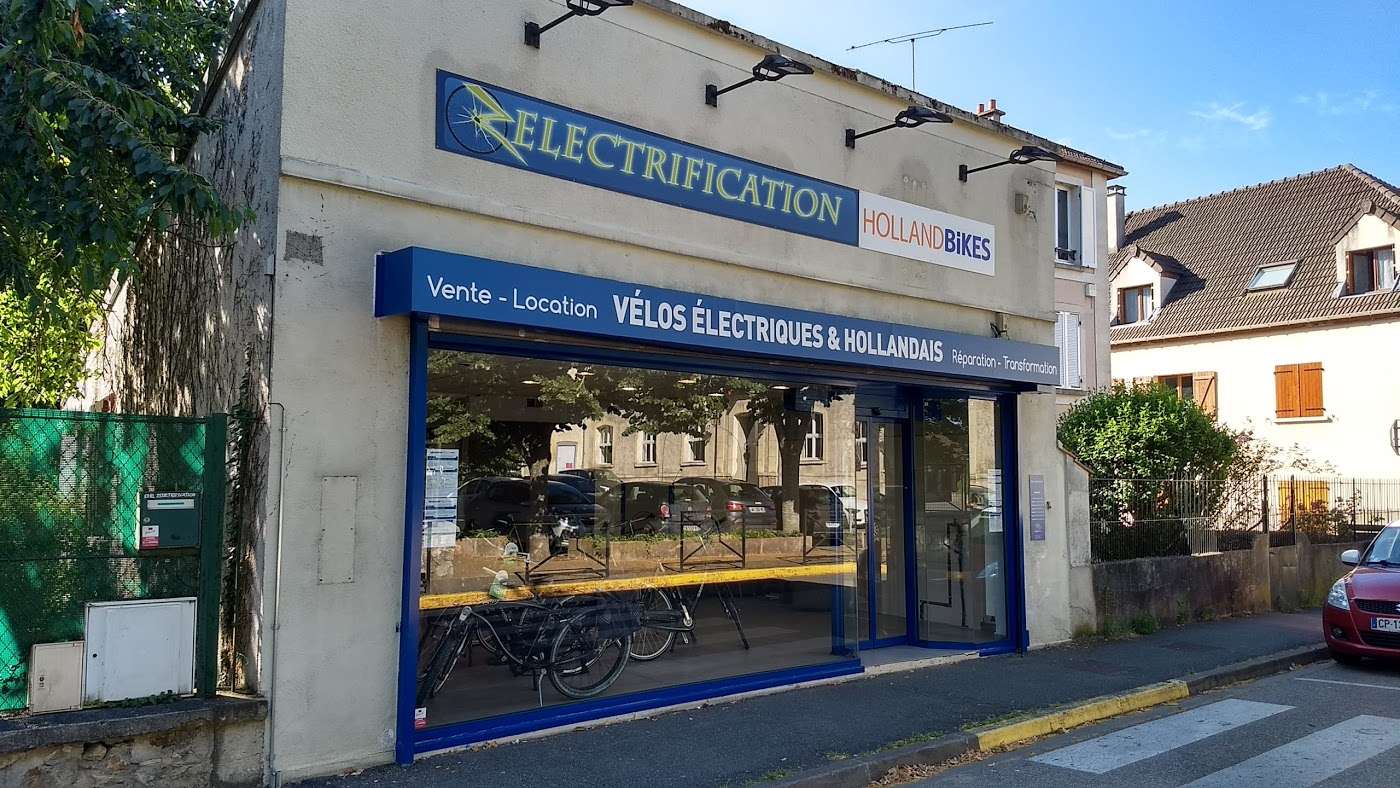 ELECTRIFICATION
HOLLANDBiKES
Vente - Location VÉLOS ÉLECTRIQUES & HOLLANDAIS Réparation - Transformation